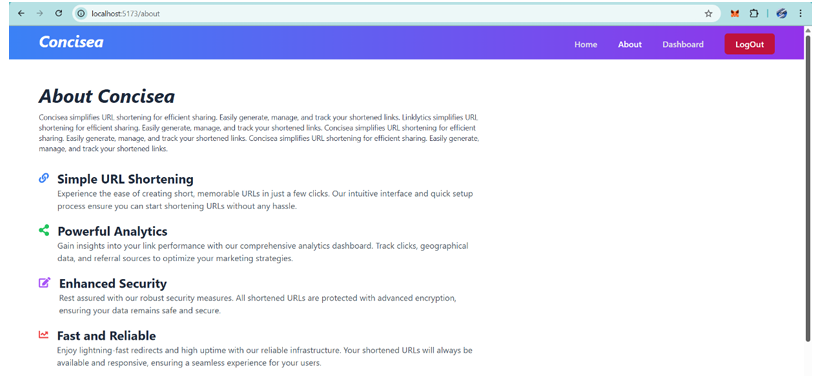 localhost:5173/about
Concisea
Home About Dashboard LogOut
About Concisea
Concisea simplifies URL shortening for efficient sharing. Easily generate, manage, and track your shortened links. Linklytics simplifies URL
shortening for efficient sharing. Easily generate, manage, and track your shortened links. Concisea simplifies URL shortening for efficient
sharing. Easily generate, manage, and track your shortened links. Concisea simplifies URL shortening for efficient sharing. Easily generate,
manage, and track your shortened links.
Simple URL Shortening
Experience the ease of creating short, memorable URLs in just a few clicks. Our intuitive interface and quick setup
process ensure you can start shortening URLs without any hassle.
Powerful Analytics
Gain insights into your link performance with our comprehensive analytics dashboard. Track clicks, geographical
data, and referral sources to optimize your marketing strategies.
Enhanced Security
Rest assured with our robust security measures. All shortened URLs are protected with advanced encryption,
ensuring your data remains safe and secure.
Fast and Reliable
Enjoy lightning-fast redirects and high uptime with our reliable infrastructure. Your shortened URLs will always be
available and responsive, ensuring a seamless experience for your users.